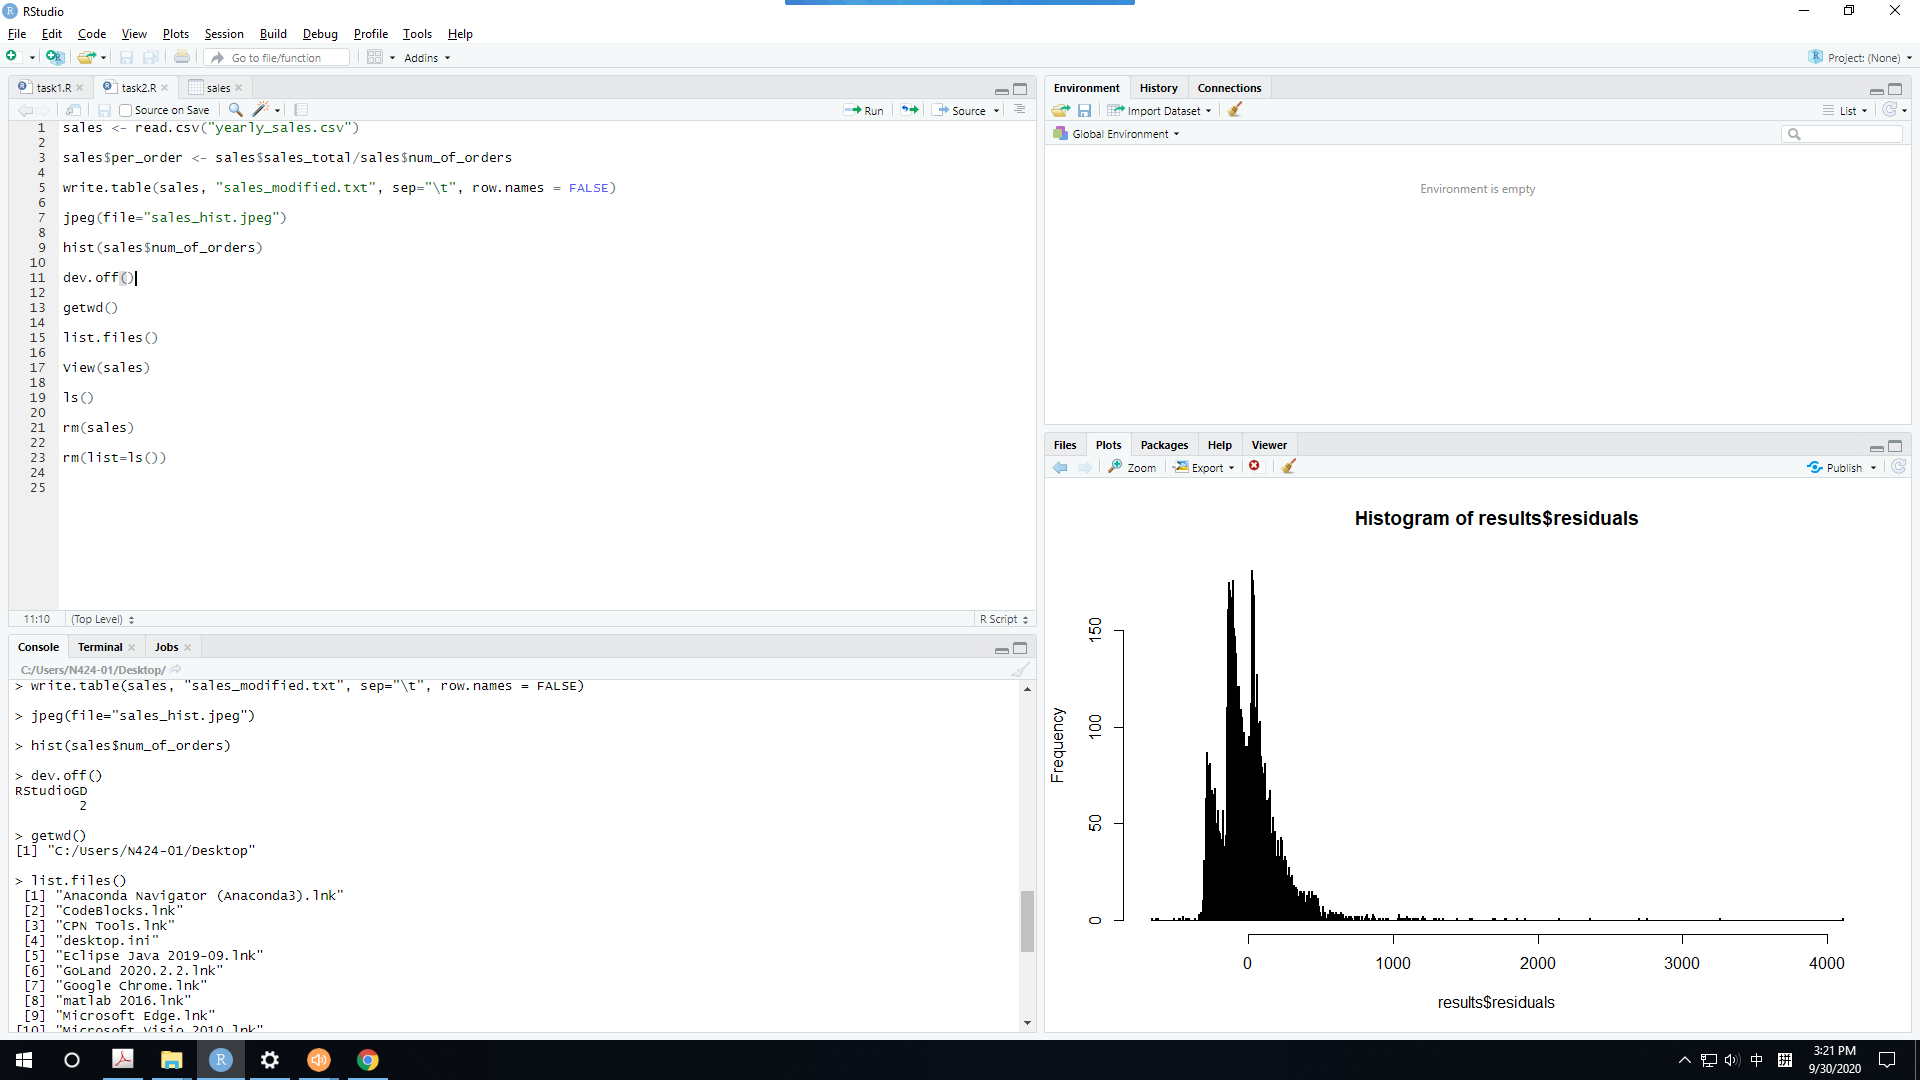 RStudio
File Edit Code View Plots Session Build Debug Profile Tools Help
Go to file/function Addins Project: (None)
task1.R task2.R sales
Source on Save Run Source
1 sales <- read.csv("yearly_sales.csv")
2
3 sales$per_order <- sales$sales_total/sales$num_of_orders
4
5 write.table(sales, "sales_modified.txt", sep="\t", row.names = FALSE)
6
7 jpeg(file="sales_hist.jpeg")
8
9 hist(sales$num_of_orders)
10
11 dev.off()
12
13 getwd()
14
15 list.files()
16
17 View(sales)
18
19 ls()
20
21 rm(sales)
22
23 rm(list=ls())
24
25
11:10 (Top Level) R Script
Console Terminal Jobs
C:/Users/N424-01/Desktop/
> write.table(sales, "sales_modified.txt", sep="\t", row.names = FALSE)
> jpeg(file="sales_hist.jpeg")
> hist(sales$num_of_orders)
> dev.off()
RStudioGD
2
> getwd()
[1] "C:/Users/N424-01/Desktop"
> list.files()
[1] "Anaconda Navigator (Anaconda3).lnk"
[2] "CodeBlocks.lnk"
[3] "CPN Tools.lnk"
[4] "desktop.ini"
[5] "Eclipse Java 2019-09.lnk"
[6] "GoLand 2020.2.2.lnk"
[7] "Google Chrome.lnk"
[8] "matlab 2016.lnk"
[9] "Microsoft Edge.lnk"
[10] "Microsoft Visio 2010.lnk"
Environment History Connections
Import Dataset List
Global Environment
Environment is empty
Files Plots Packages Help Viewer
Zoom Export Publish
Histogram of results$residuals
Frequency
150
100
50
0
0 1000 2000 3000 4000
results$residuals
中 拼 3:21 PM
9/30/2020